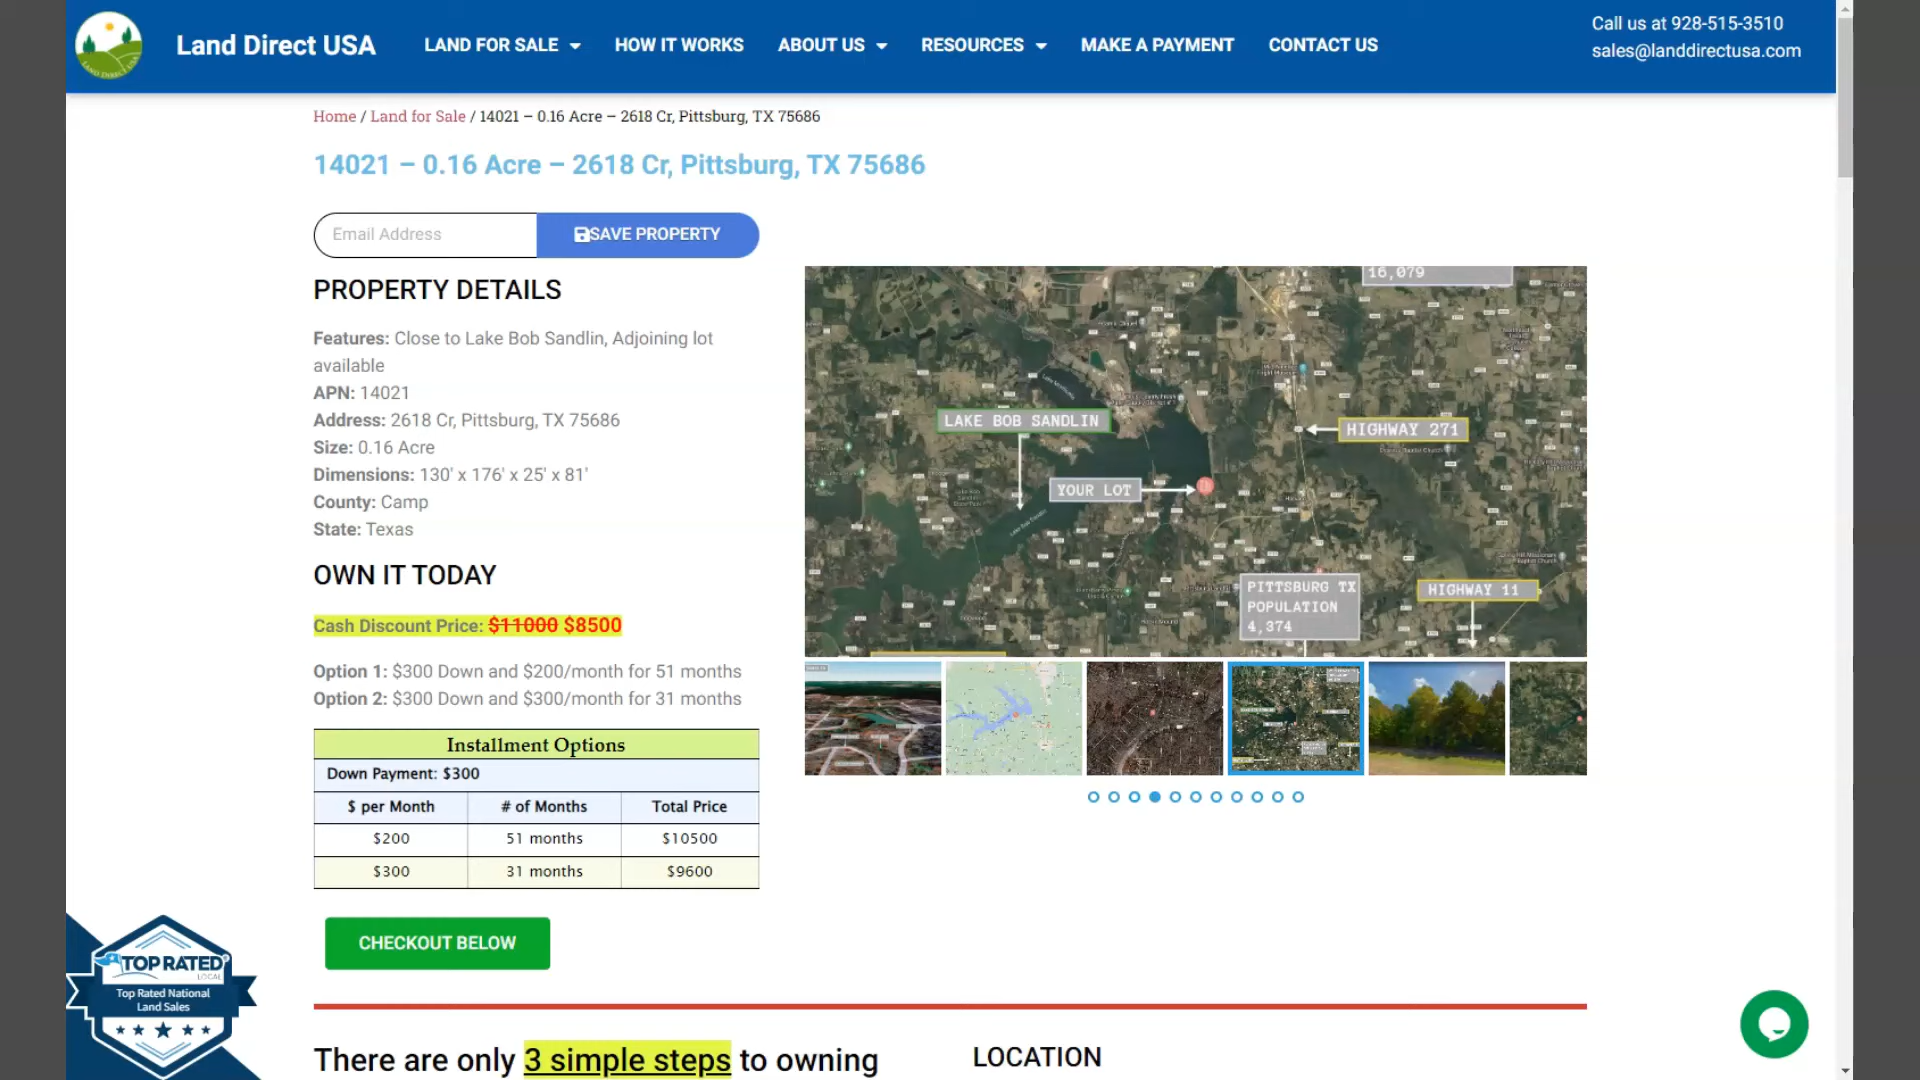 Land Direct USA
LAND FOR SALE
HOW IT WORKS
ABOUT US
RESOURCES
MAKE A PAYMENT
CONTACT US
Call us at 928-515-3510
sales@landdirectusa.com
Home / Land for Sale / 14021 – 0.16 Acre – 2618 Cr, Pittsburg, TX 75686
14021 – 0.16 Acre – 2618 Cr, Pittsburg, TX 75686
Email Address
SAVE PROPERTY
PROPERTY DETAILS
Features: Close to Lake Bob Sandlin, Adjoining lot
available
APN: 14021
Address: 2618 Cr, Pittsburg, TX 75686
Size: 0.16 Acre
Dimensions: 130' x 176' x 25' x 81'
County: Camp
State: Texas
OWN IT TODAY
Cash Discount Price: $11000 $8500
Option 1: $300 Down and $200/month for 51 months
Option 2: $300 Down and $300/month for 31 months
Installment Options
Down Payment: $300
$ per Month # of Months Total Price
$200 51 months $10500
$300 31 months $9600
CHECKOUT BELOW
16,079
LAKE BOB SANDLIN
HIGHWAY 271
YOUR LOT
PITTSBURG TX
POPULATION
4,374
HIGHWAY 11
TOP RATED
LOCAL
Top Rated National
Land Sales
There are only 3 simple steps to owning
LOCATION